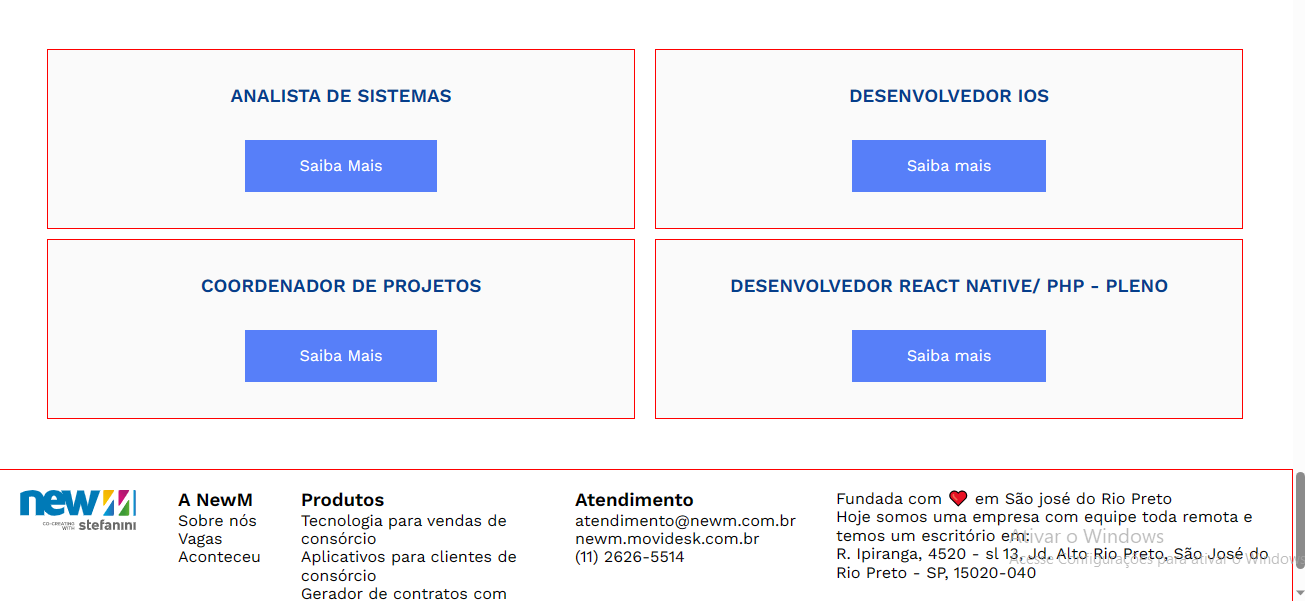 ANALISTA DE SISTEMAS
Saiba Mais
DESENVOLVEDOR IOS
Saiba mais
COORDENADOR DE PROJETOS
Saiba Mais
DESENVOLVEDOR REACT NATIVE/ PHP - PLENO
Saiba mais
new
CO-CREATING WITH stefanini
A NewM
Sobre nós
Vagas
Aconteceu
Produtos
Tecnologia para vendas de
consórcio
Aplicativos para clientes de
consórcio
Gerador de contratos com
Atendimento
atendimento@newm.com.br
newm.movidesk.com.br
(11) 2626-5514
Fundada com ❤ em São josé do Rio Preto
Hoje somos uma empresa com equipe toda remota e
temos um escritório em:
R. Ipiranga, 4520 - sl 13, Jd. Alto Rio Preto, São José do
Rio Preto - SP, 15020-040
Ativar o Windows
Acesse Configurações para ativar o Windows